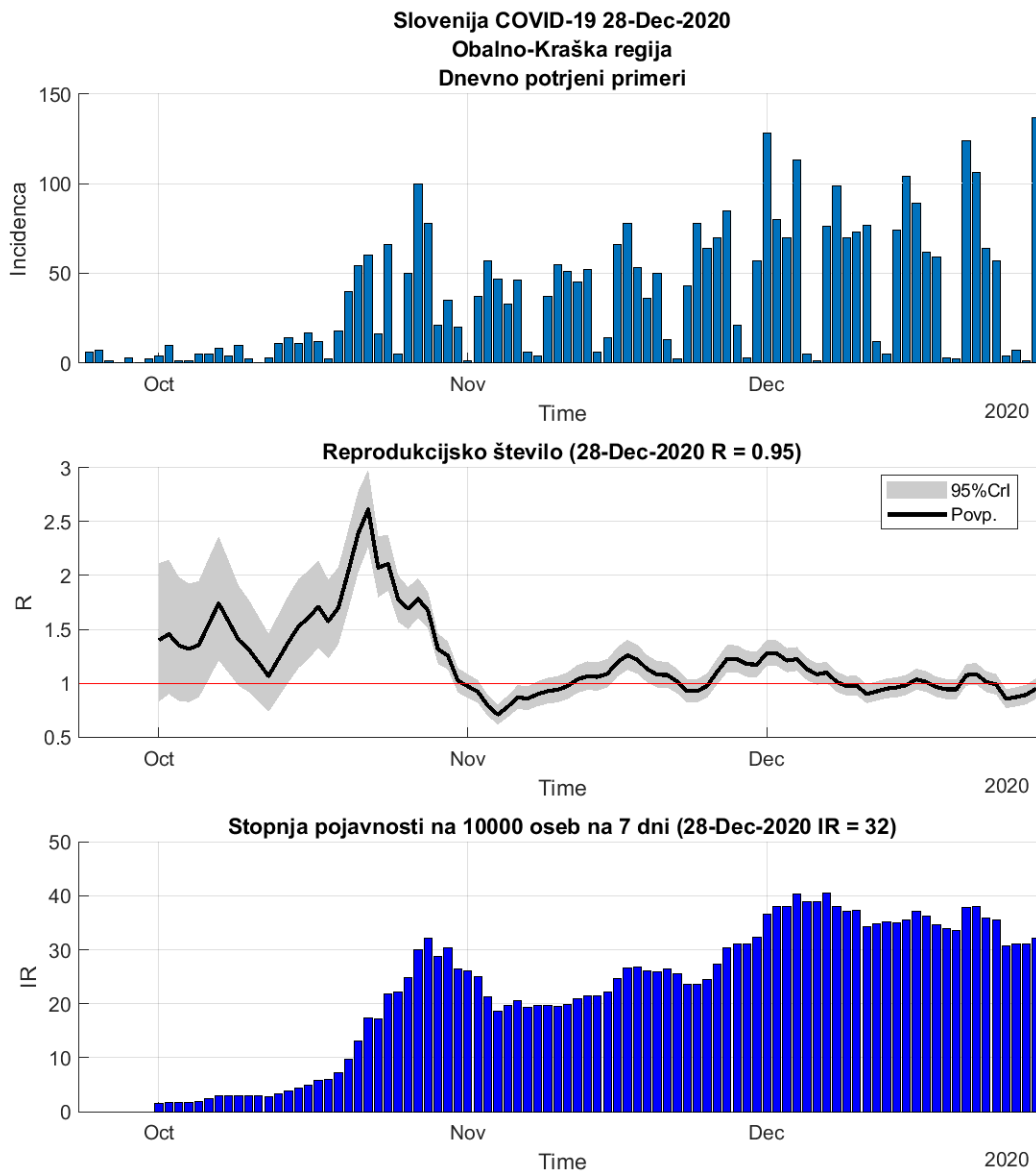 Slovenija COVID-19 28-Dec-2020
Obalno-Kraška regija
Dnevno potrjeni primeri
150
100
50
0
Incidenca
Oct
Nov
Dec
Time
2020
Reprodukcijsko število (28-Dec-2020 R = 0.95)
3
2.5
2
1.5
1
0.5
R
95%CrI
Povp.
Oct
Nov
Dec
Time
2020
Stopnja pojavnosti na 10000 oseb na 7 dni (28-Dec-2020 IR = 32)
50
40
30
20
10
0
IR
Oct
Nov
Dec
Time
2020